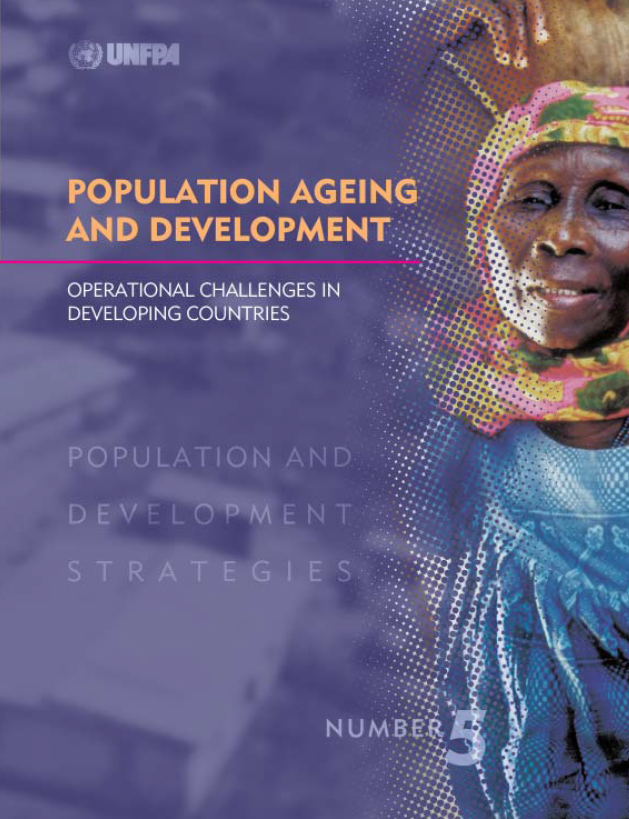 UNFPA
POPULATION AGEING
AND DEVELOPMENT
OPERATIONAL CHALLENGES IN
DEVELOPING COUNTRIES
POPULATION AND
DEVELOPMENT
STRATEGIES
NUMBER 5